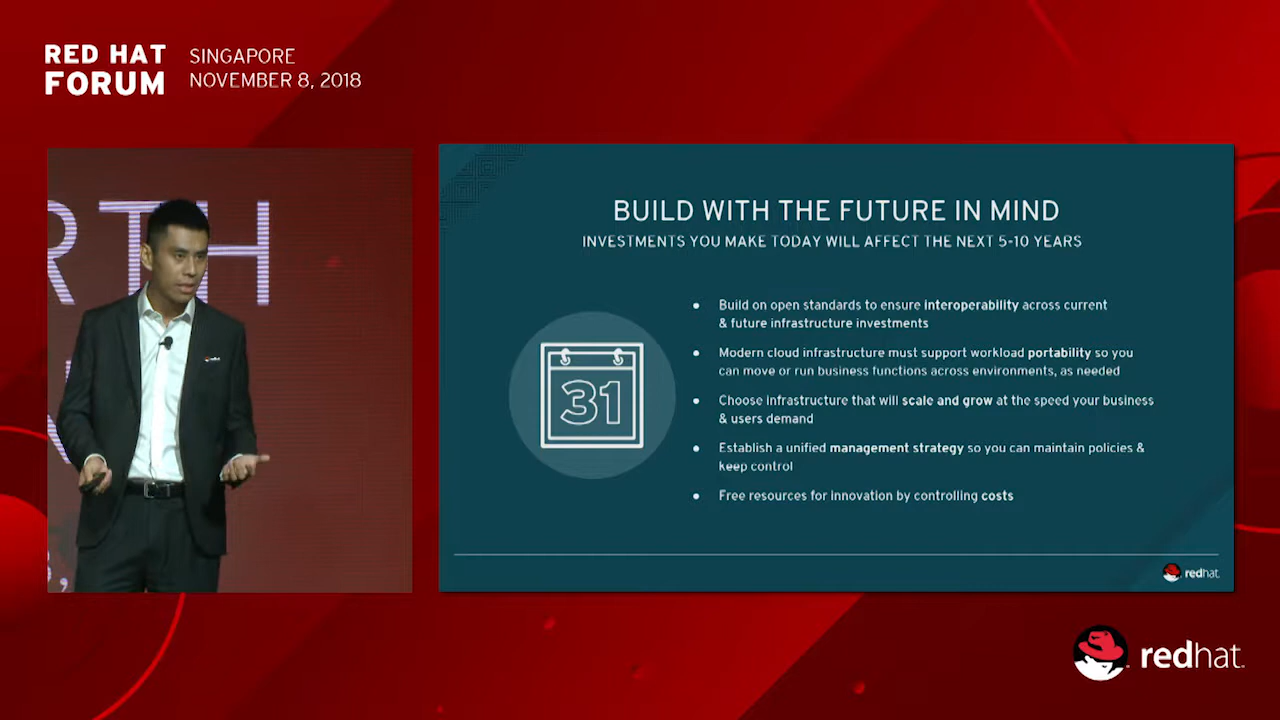 RED HAT
FORUM
SINGAPORE
NOVEMBER 8, 2018
RTH
BUILD WITH THE FUTURE IN MIND
INVESTMENTS YOU MAKE TODAY WILL AFFECT THE NEXT 5-10 YEARS
31
● Build on open standards to ensure interoperability across current
& future infrastructure investments
● Modern cloud infrastructure must support workload portability so you
can move or run business functions across environments, as needed
● Choose infrastructure that will scale and grow at the speed your business
& users demand
● Establish a unified management strategy so you can maintain policies &
keep control
● Free resources for innovation by controlling costs
redhat.
redhat.